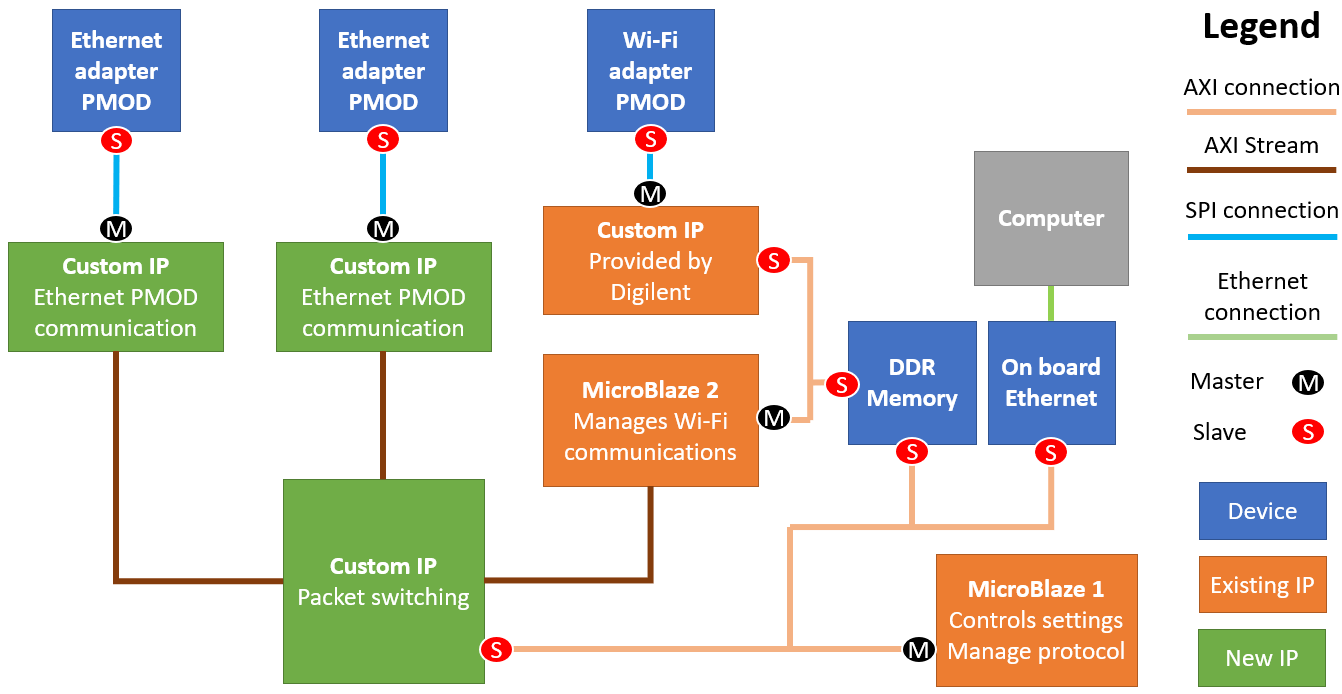 Ethernet
adapter
PMOD
S
M
Custom IP
Ethernet PMOD
communication
Ethernet
adapter
PMOD
S
M
Custom IP
Ethernet PMOD
communication
Wi-Fi
adapter
PMOD
S
M
Custom IP
Provided by
Digilent
S
MicroBlaze 2
Manages Wi-Fi
communications
M
Computer
S
DDR
Memory
S
On board
Ethernet
S
Custom IP
Packet switching
S
M
MicroBlaze 1
Controls settings
Manage protocol
Legend
AXI connection
AXI Stream
SPI connection
Ethernet
connection
Master M
Slave S
Device
Existing IP
New IP